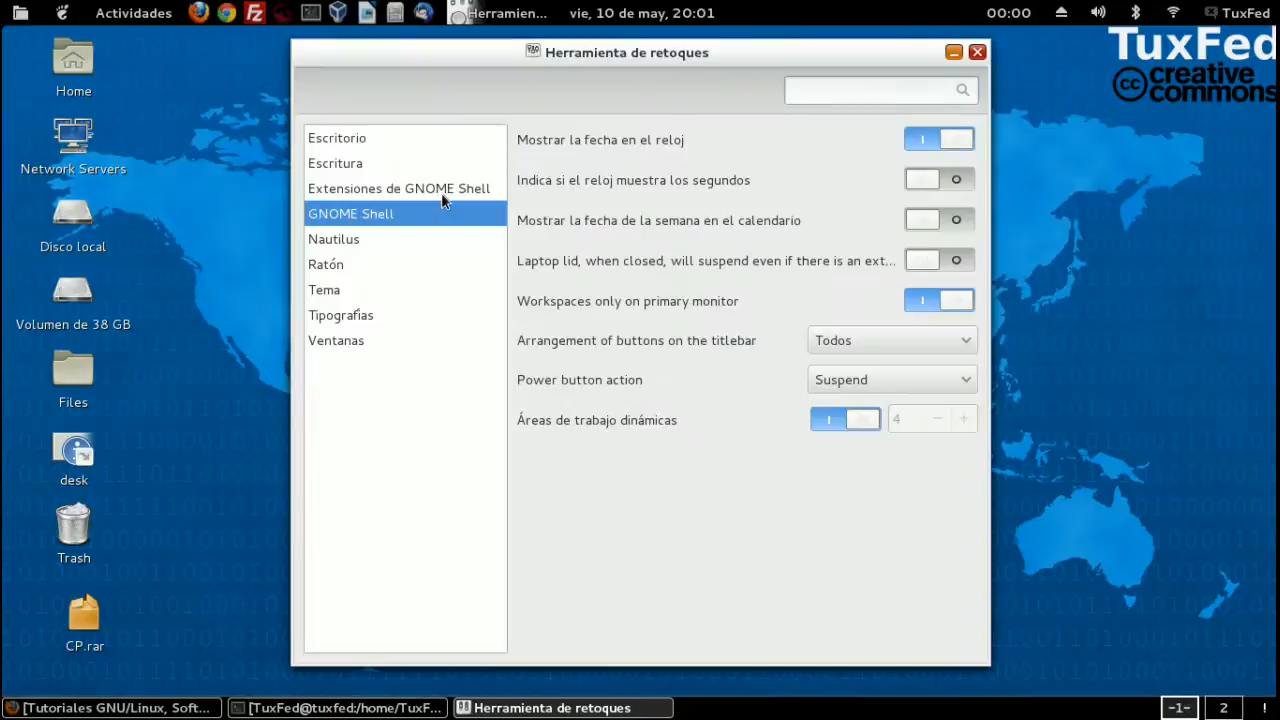 Actividades
Herramien...
vie, 10 de may, 20:01
00:00
TuxFed
TuxFed
creative
commons
Home
Network Servers
Disco local
Volumen de 38 GB
Files
desk
Trash
CP.rar
Herramienta de retoques
Escritorio
Escritura
Extensiones de GNOME Shell
GNOME Shell
Nautilus
Ratón
Tema
Tipografías
Ventanas
Mostrar la fecha en el reloj
Indica si el reloj muestra los segundos
Mostrar la fecha de la semana en el calendario
Laptop lid, when closed, will suspend even if there is an ext...
Workspaces only on primary monitor
Arrangement of buttons on the titlebar
Todos
Power button action
Suspend
Áreas de trabajo dinámicas
4
[Tutoriales GNU/Linux, Soft...
[TuxFed@tuxfed:/home/TuxF...
Herramienta de retoques
-1-
2
!